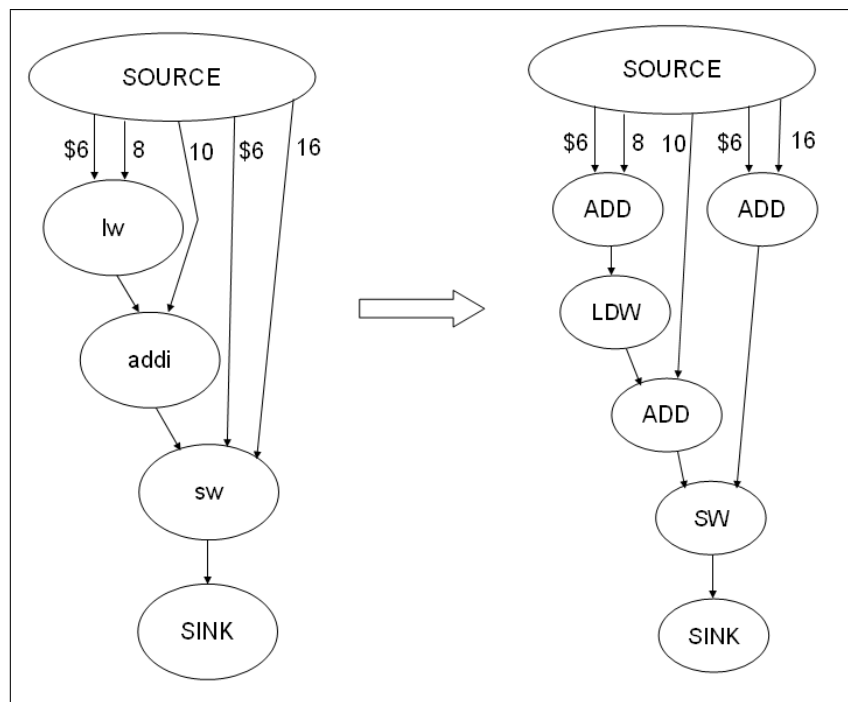 SOURCE
$6
8
10
$6
16
lw
addi
sw
SINK
SOURCE
$6
8
10
$6
16
ADD
ADD
LDW
ADD
SW
SINK